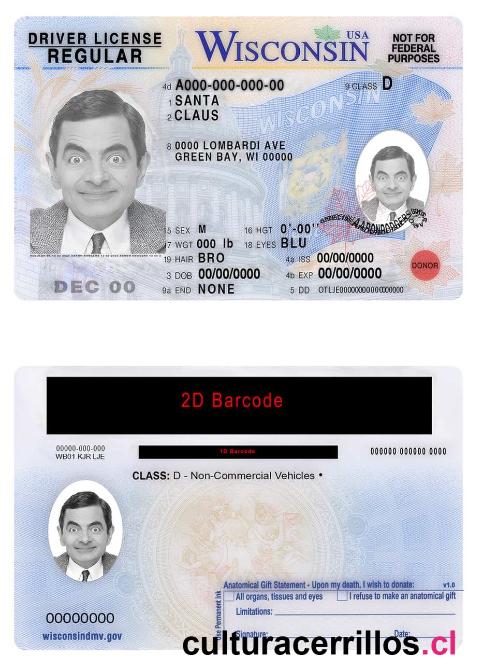 DRIVER LICENSE
REGULAR
WISCONSIN USA
NOT FOR
FEDERAL
PURPOSES
4d A000-000-000-00
9 CLASS D
1 SANTA
2 CLAUS
WISCONSIN
8 0000 LOMBARDI AVE
GREEN BAY, WI 00000
15 SEX M 16 HGT 0'-00"
17 WGT 000 lb 18 EYES BLU
19 HAIR BRO 4a ISS 00/00/0000
3 DOB 00/00/0000 4b EXP 00/00/0000
9a END NONE 5 DD OTLJE00000000000000000
DONOR
DEC 00
2D Barcode
00000-000-000
WB01 KJR LJE
1D Barcode
000000 000000 0000
CLASS: D - Non-Commercial Vehicles •
Anatomical Gift Statement - Upon my death, I wish to donate: v1.0
All organs, tissues and eyes I refuse to make an anatomical gift
Limitations:
Signature: Date:
00000000
wisconsindmv.gov
culturacerrillos.cl